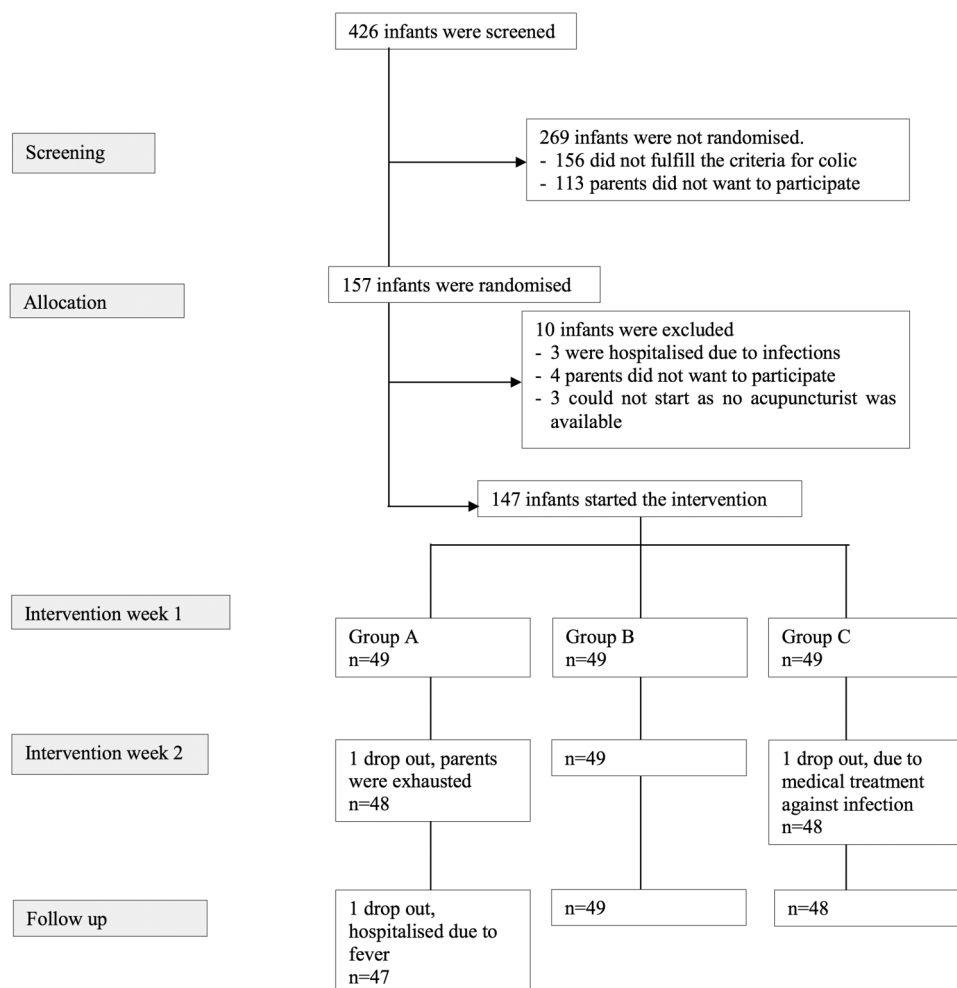 426 infants were screened
Screening
269 infants were not randomised.
- 156 did not fulfill the criteria for colic
- 113 parents did not want to participate
157 infants were randomised
Allocation
10 infants were excluded
- 3 were hospitalised due to infections
- 4 parents did not want to participate
- 3 could not start as no acupuncturist was
available
147 infants started the intervention
Intervention week 1
Group A
n=49
Group B
n=49
Group C
n=49
Intervention week 2
1 drop out, parents
were exhausted
n=48
n=49
1 drop out, due to
medical treatment
against infection
n=48
Follow up
1 drop out,
hospitalised due to
fever
n=47
n=49
n=48